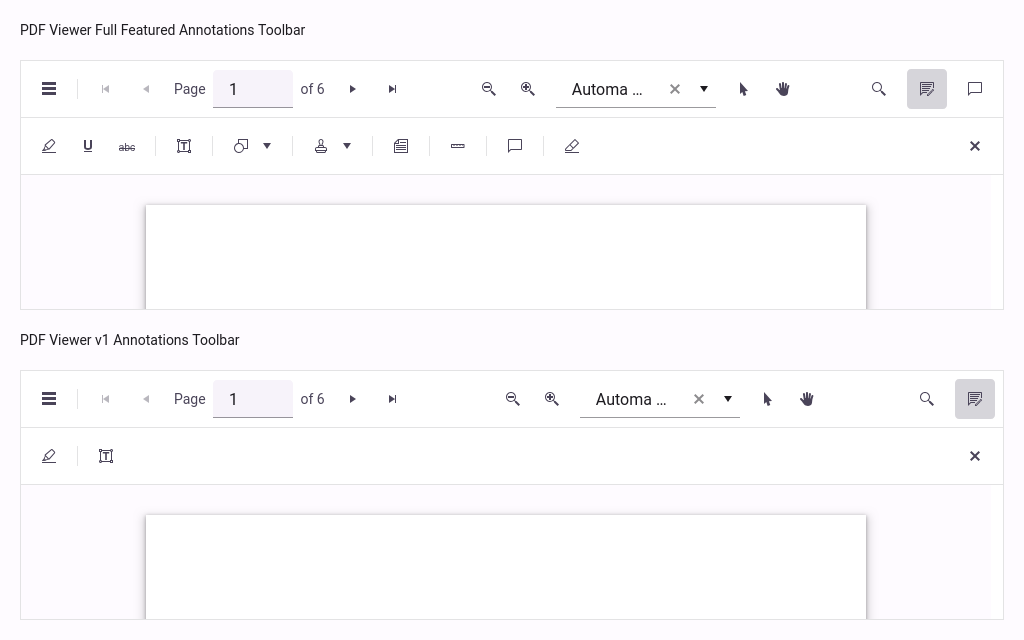 PDF Viewer Full Featured Annotations Toolbar
Page 1 of 6 Automa ...
U abc T
PDF Viewer v1 Annotations Toolbar
Page 1 of 6 Automa ...
T